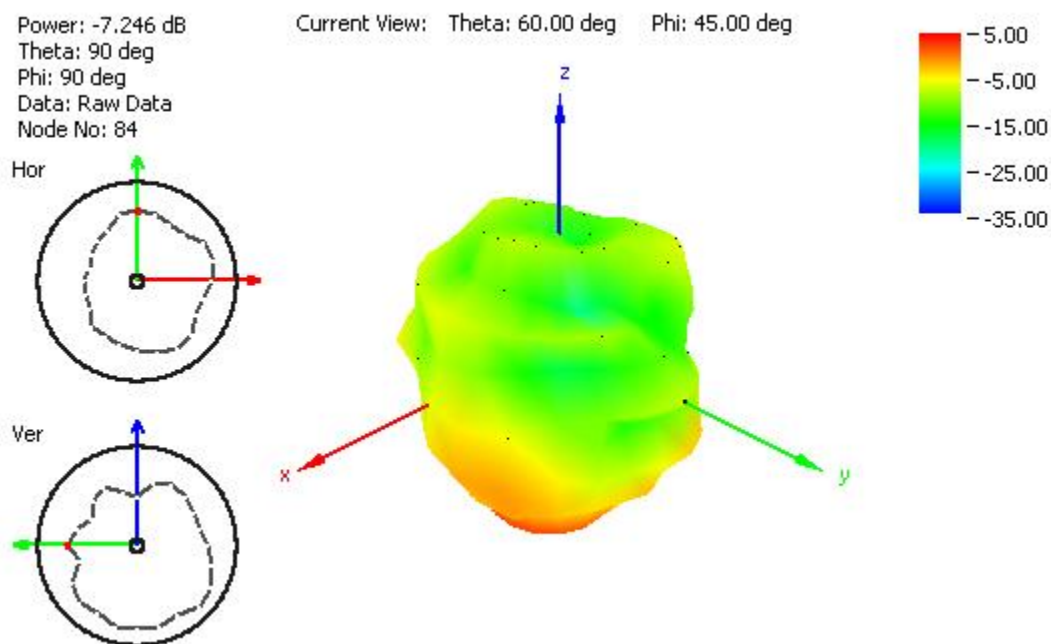 Power: -7.246 dB
Theta: 90 deg
Phi: 90 deg
Data: Raw Data
Node No: 84
Current View: Theta: 60.00 deg Phi: 45.00 deg
5.00
-5.00
-15.00
-25.00
-35.00
Hor
Ver
z
x
y